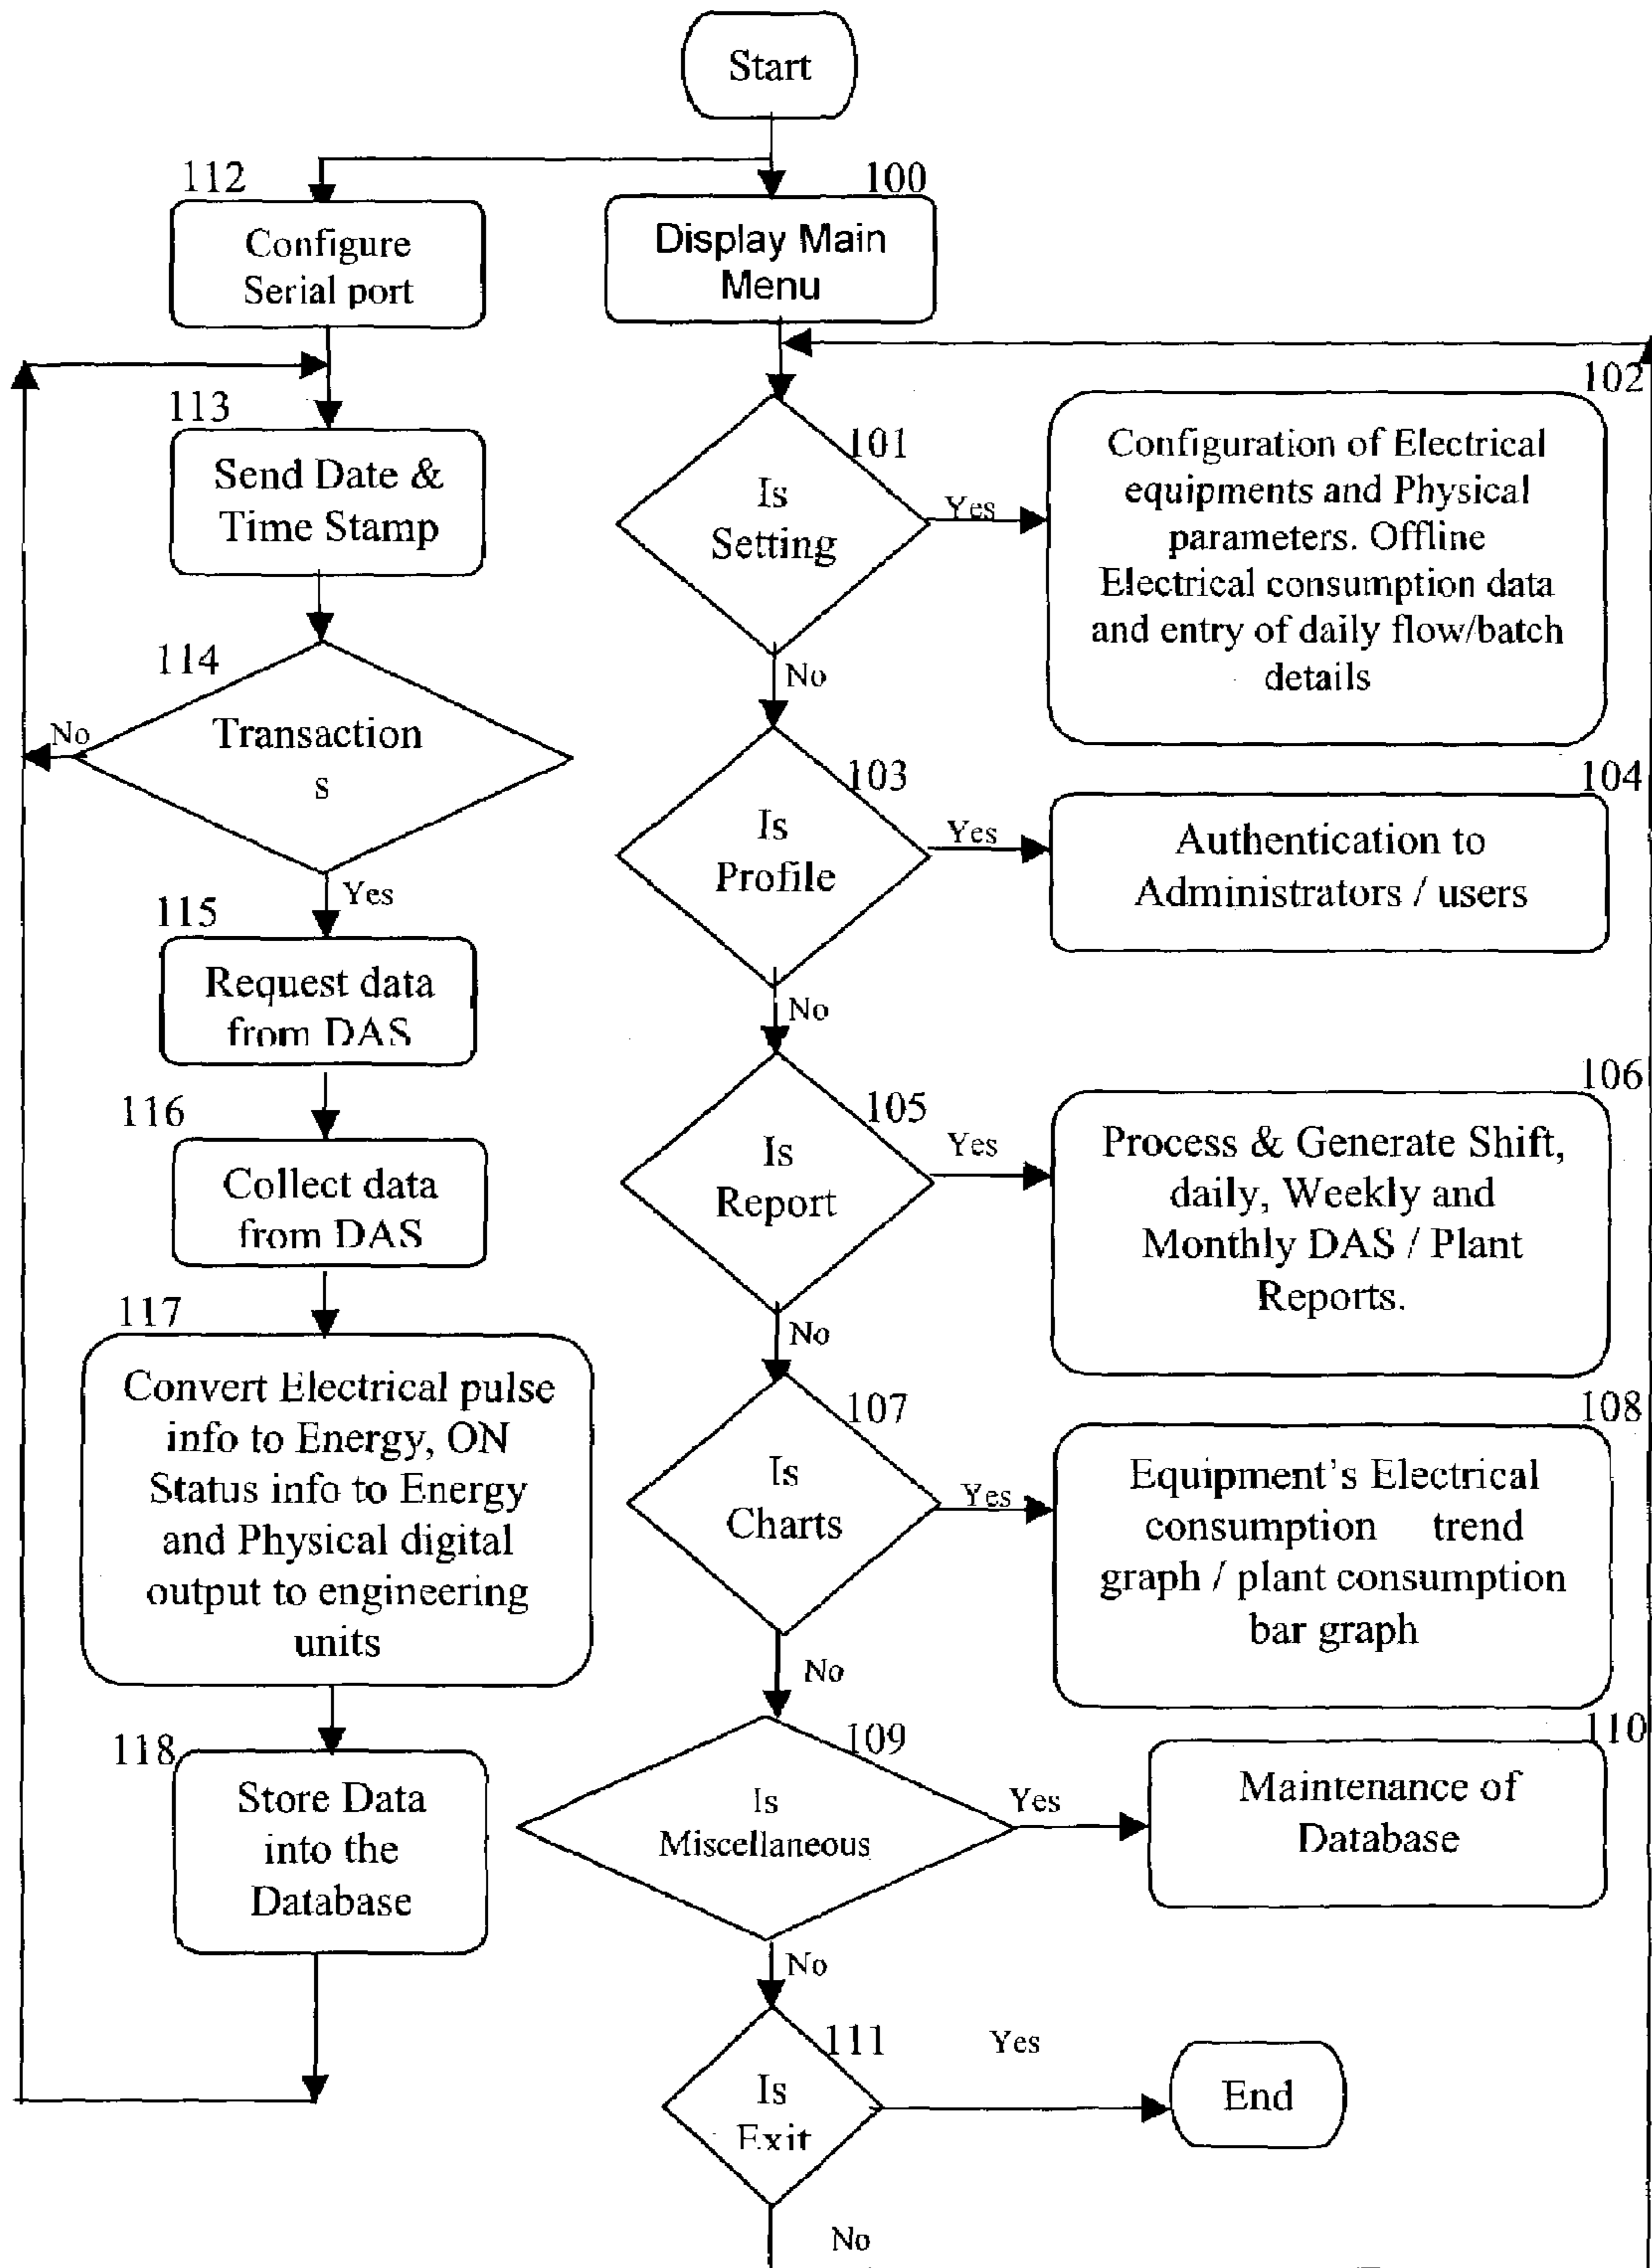 Start
112
Configure
Serial port
113
Send Date &
Time Stamp
114
Transaction
s
No
Yes
115
Request data
from DAS
116
Collect data
from DAS
117
Convert Electrical pulse
info to Energy, ON
Status info to Energy
and Physical digital
output to engineering
units
118
Store Data
into the
Database
100
Display Main
Menu
101
Is
Setting
Yes
No
102
Configuration of Electrical
equipments and Physical
parameters. Offline
Electrical consumption data
and entry of daily flow/batch
details
103
Is
Profile
Yes
No
104
Authentication to
Administrators / users
105
Is
Report
Yes
No
106
Process & Generate Shift,
daily, Weekly and
Monthly DAS / Plant
Reports.
107
Is
Charts
Yes
No
108
Equipment's Electrical
consumption trend
graph / plant consumption
bar graph
109
Is
Miscellaneous
Yes
No
110
Maintenance of
Database
111
Is
Exit
Yes
No
End